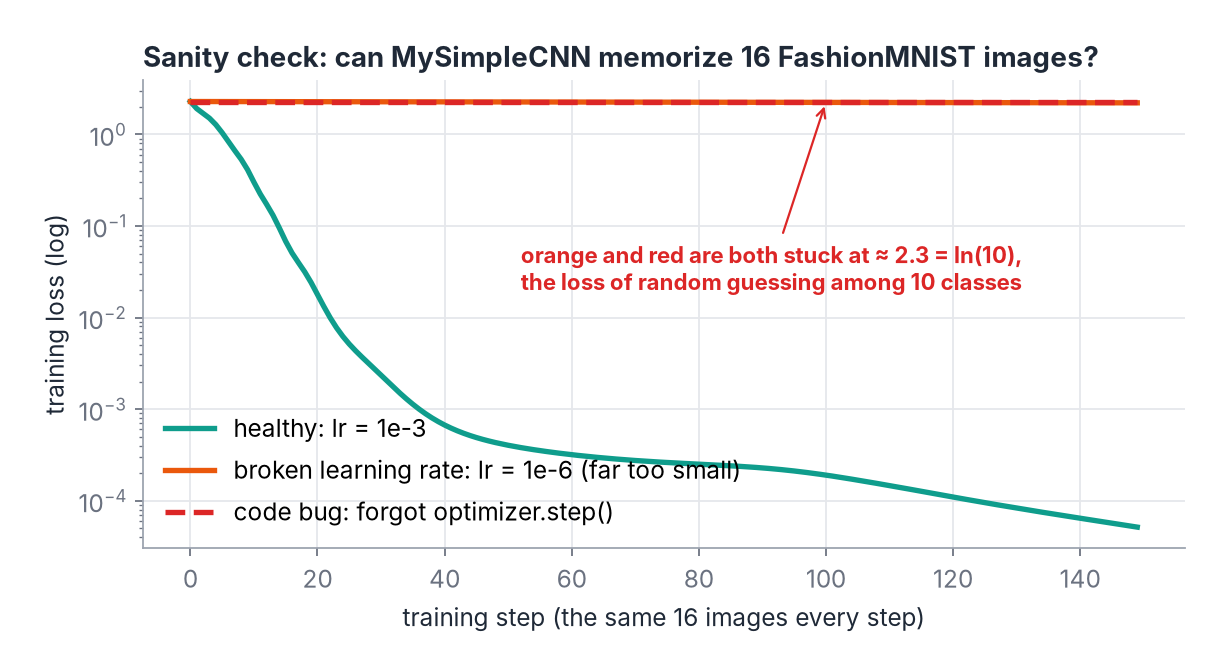 Sanity check: can MySimpleCNN memorize 16 FashionMNIST images?
training loss (log)
10⁰
10⁻¹
10⁻²
10⁻³
10⁻⁴
orange and red are both stuck at ≈ 2.3 = ln(10),
the loss of random guessing among 10 classes
healthy: lr = 1e-3
broken learning rate: lr = 1e-6 (far too small)
code bug: forgot optimizer.step()
0 20 40 60 80 100 120 140
training step (the same 16 images every step)